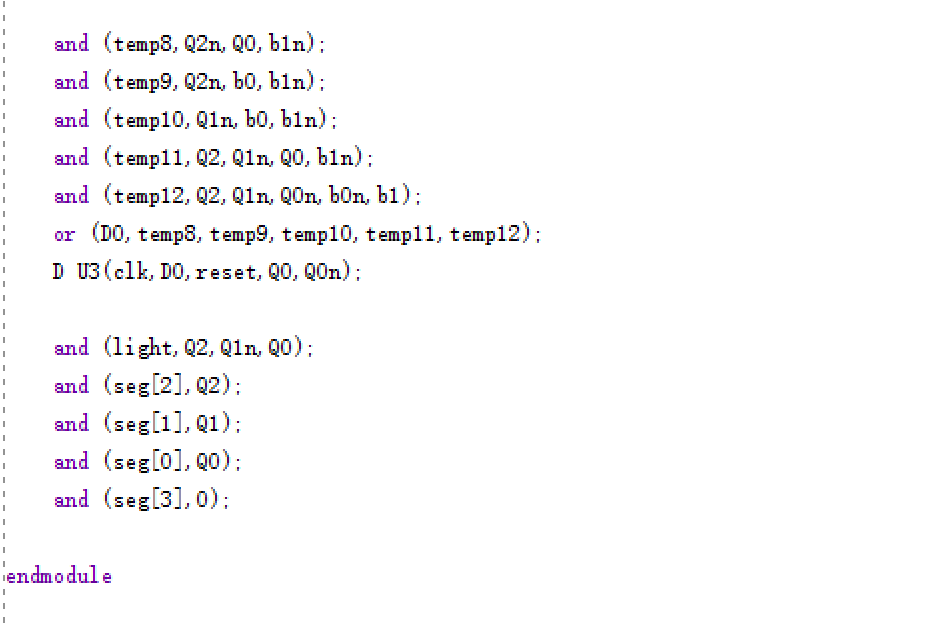 and (temp8,Q2n,Q0,b1n);
and (temp9,Q2n,b0,b1n);
and (temp10,Q1n,b0,b1n);
and (temp11,Q2,Q1n,Q0,b1n);
and (temp12,Q2,Q1n,Q0n,b0n,b1);
or (D0,temp8,temp9,temp10,temp11,temp12);
D U3(clk,D0,reset,Q0,Q0n);
and (light,Q2,Q1n,Q0);
and (seg[2],Q2);
and (seg[1],Q1);
and (seg[0],Q0);
and (seg[3],0);
endmodule